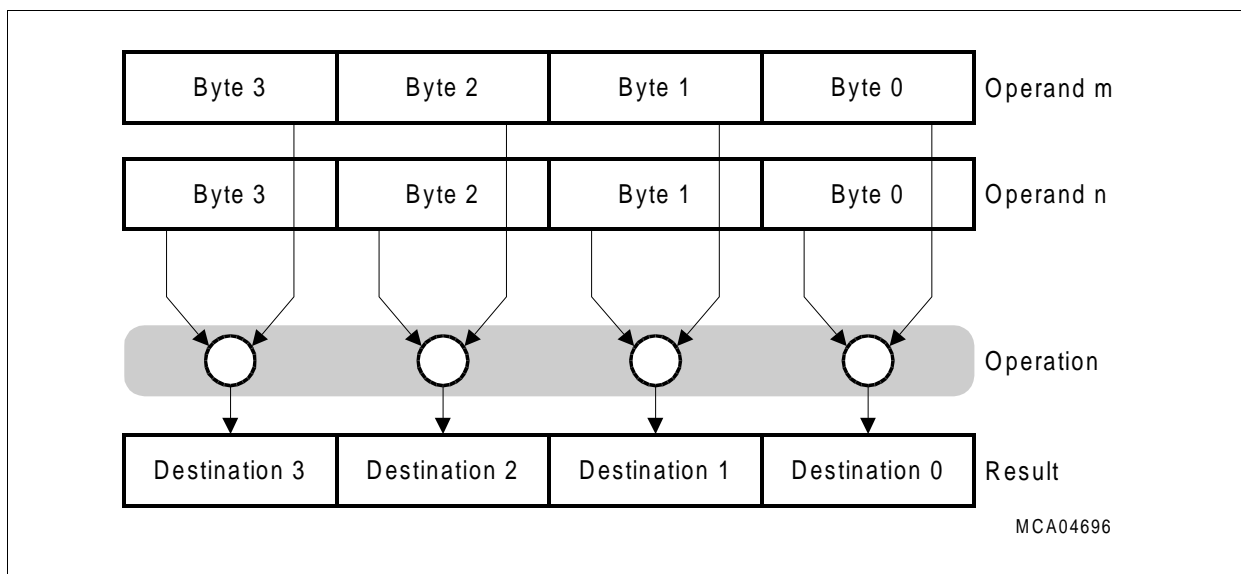 Byte 3 Byte 2 Byte 1 Byte 0 Operand m
Byte 3 Byte 2 Byte 1 Byte 0 Operand n
Operation
Destination 3 Destination 2 Destination 1 Destination 0 Result
MCA04696